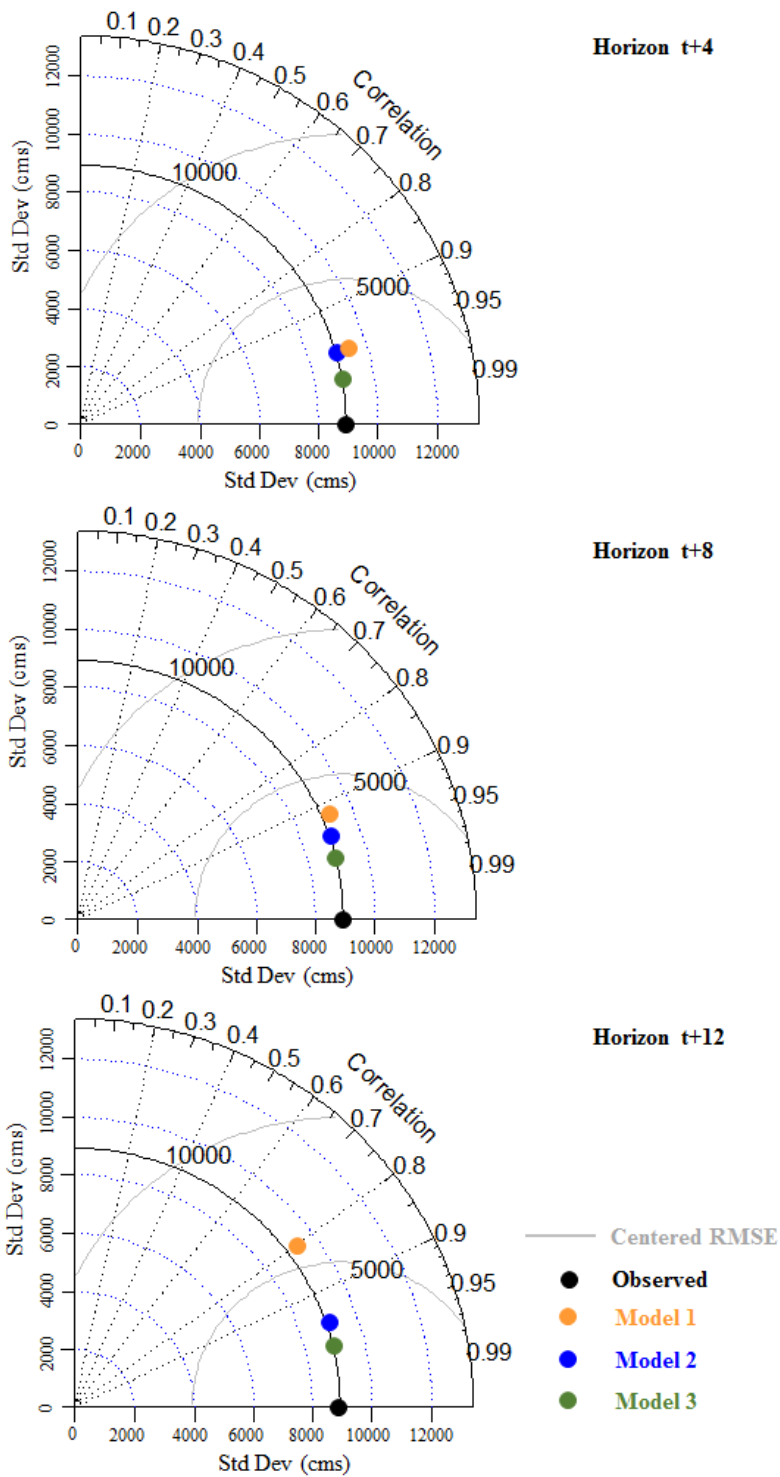 Horizon t+4
0.1 0.2 0.3 0.4 0.5 0.6 0.7 0.8 0.9 0.95 0.99
Correlation
10000
5000
Std Dev (cms)
0 2000 4000 6000 8000 10000 12000
0 2000 4000 6000 8000 10000 12000
Std Dev (cms)
Horizon t+8
0.1 0.2 0.3 0.4 0.5 0.6 0.7 0.8 0.9 0.95 0.99
Correlation
10000
5000
Std Dev (cms)
0 2000 4000 6000 8000 10000 12000
0 2000 4000 6000 8000 10000 12000
Std Dev (cms)
Horizon t+12
0.1 0.2 0.3 0.4 0.5 0.6 0.7 0.8 0.9 0.95 0.99
Correlation
10000
5000
Std Dev (cms)
0 2000 4000 6000 8000 10000 12000
0 2000 4000 6000 8000 10000 12000
Std Dev (cms)
Centered RMSE
Observed
Model 1
Model 2
Model 3